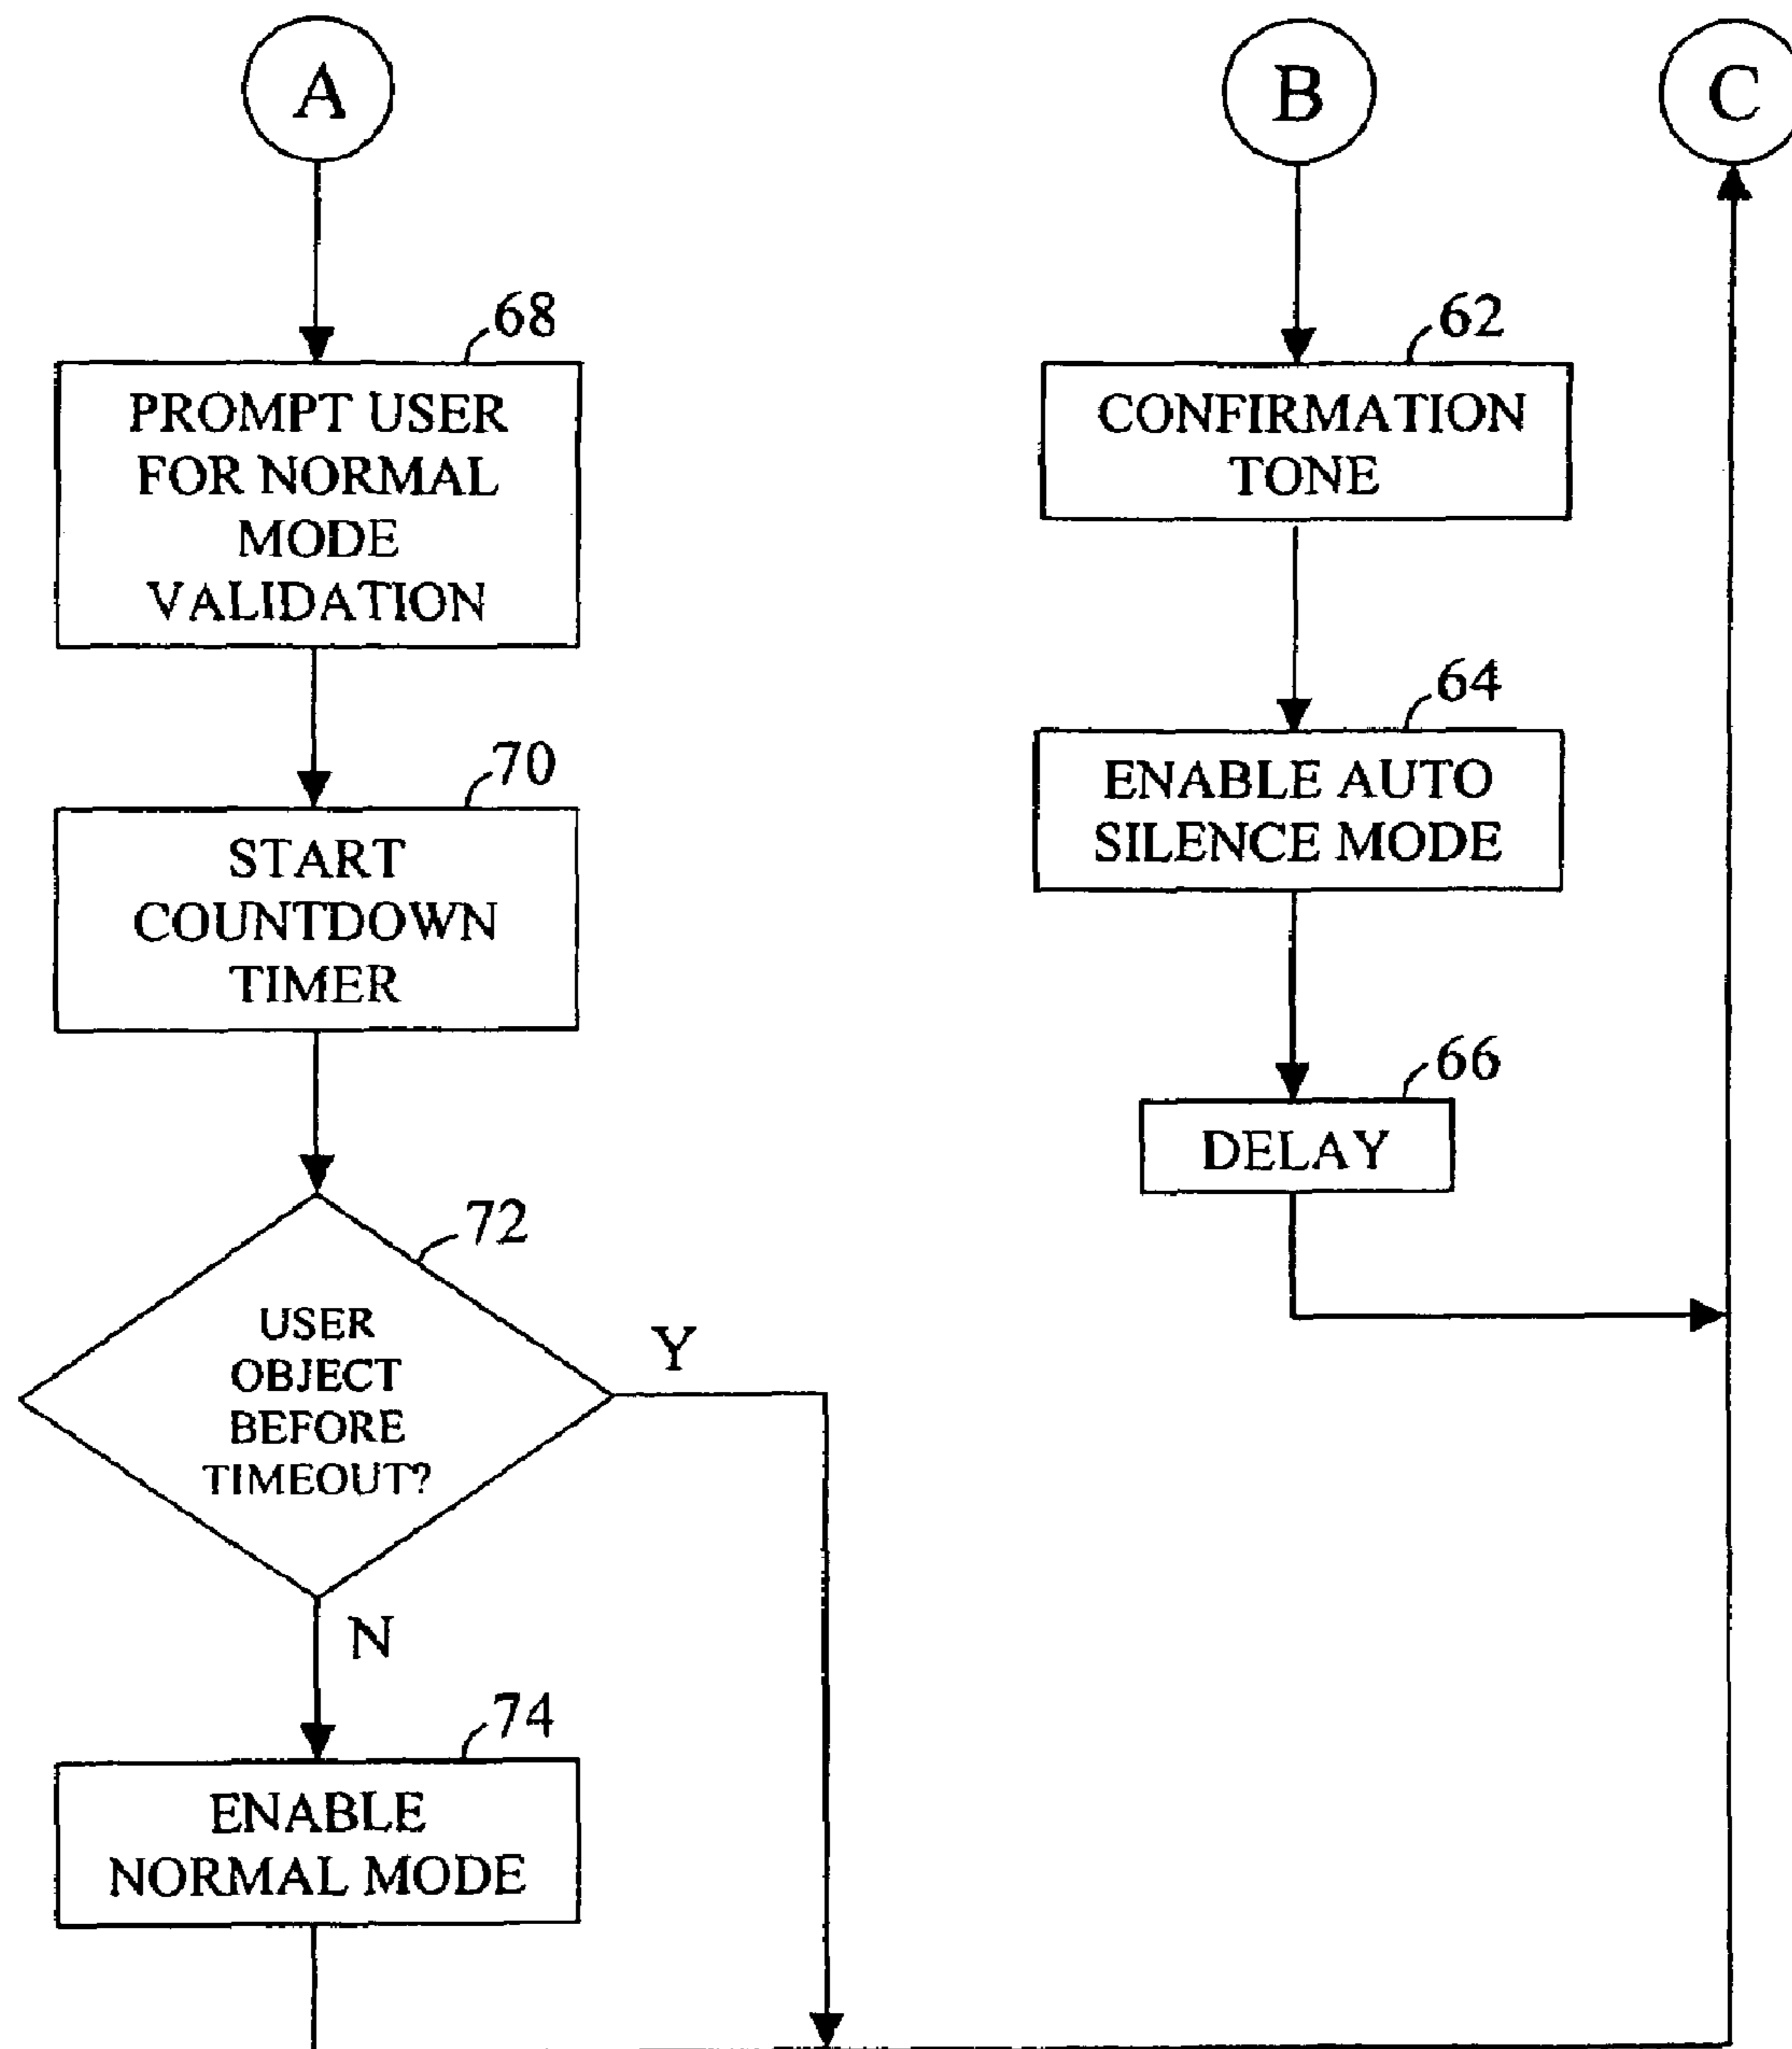 A
B
C
68
PROMPT USER
FOR NORMAL
MODE
VALIDATION
70
START
COUNTDOWN
TIMER
72
USER
OBJECT
BEFORE
TIMEOUT?
Y
N
74
ENABLE
NORMAL MODE
62
CONFIRMATION
TONE
64
ENABLE AUTO
SILENCE MODE
66
DELAY